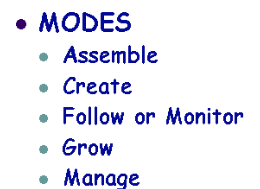 MODES
Assemble
Create
Follow or Monitor
Grow
Manage